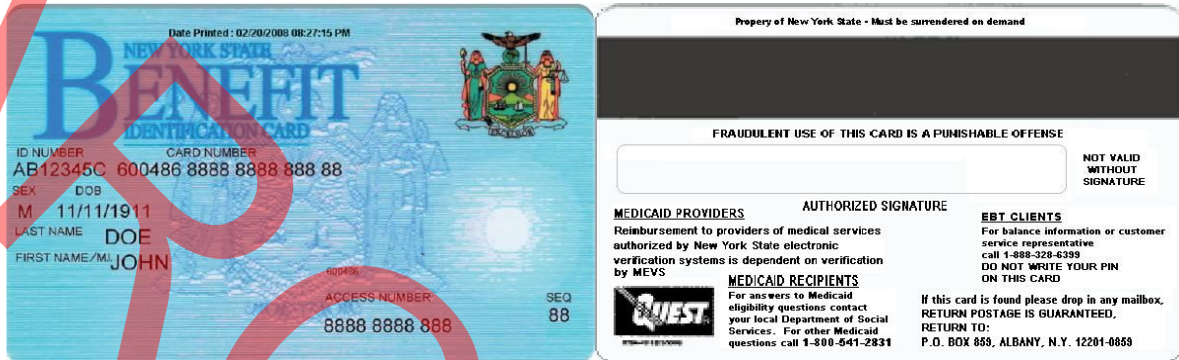 Date Printed : 02/20/2008 08:27:15 PM
NEW YORK STATE
BENEFIT
IDENTIFICATION CARD
ID NUMBER CARD NUMBER
AB12345C 600486 8888 8888 888 88
SEX DOB
M 11/11/1911
LAST NAME DOE
FIRST NAME/M.I. JOHN
600486
ACCESS NUMBER SEQ
8888 8888 888 88
EXCELSIOR
Propery of New York State - Must be surrendered on demand
FRAUDULENT USE OF THIS CARD IS A PUNISHABLE OFFENSE
NOT VALID
WITHOUT
SIGNATURE
AUTHORIZED SIGNATURE
MEDICAID PROVIDERS
Reimbursement to providers of medical services
authorized by New York State electronic
verification systems is dependent on verification
by MEVS
MEDICAID RECIPIENTS
For answers to Medicaid
eligibility questions contact
your local Department of Social
Services. For other Medicaid
questions call 1-800-541-2831
QUEST
EBT CLIENTS
For balance information or customer
service representative
call 1-888-328-6399
DO NOT WRITE YOUR PIN
ON THIS CARD
If this card is found please drop in any mailbox,
RETURN POSTAGE IS GUARANTEED,
RETURN TO:
P.O. BOX 859, ALBANY, N.Y. 12201-0859